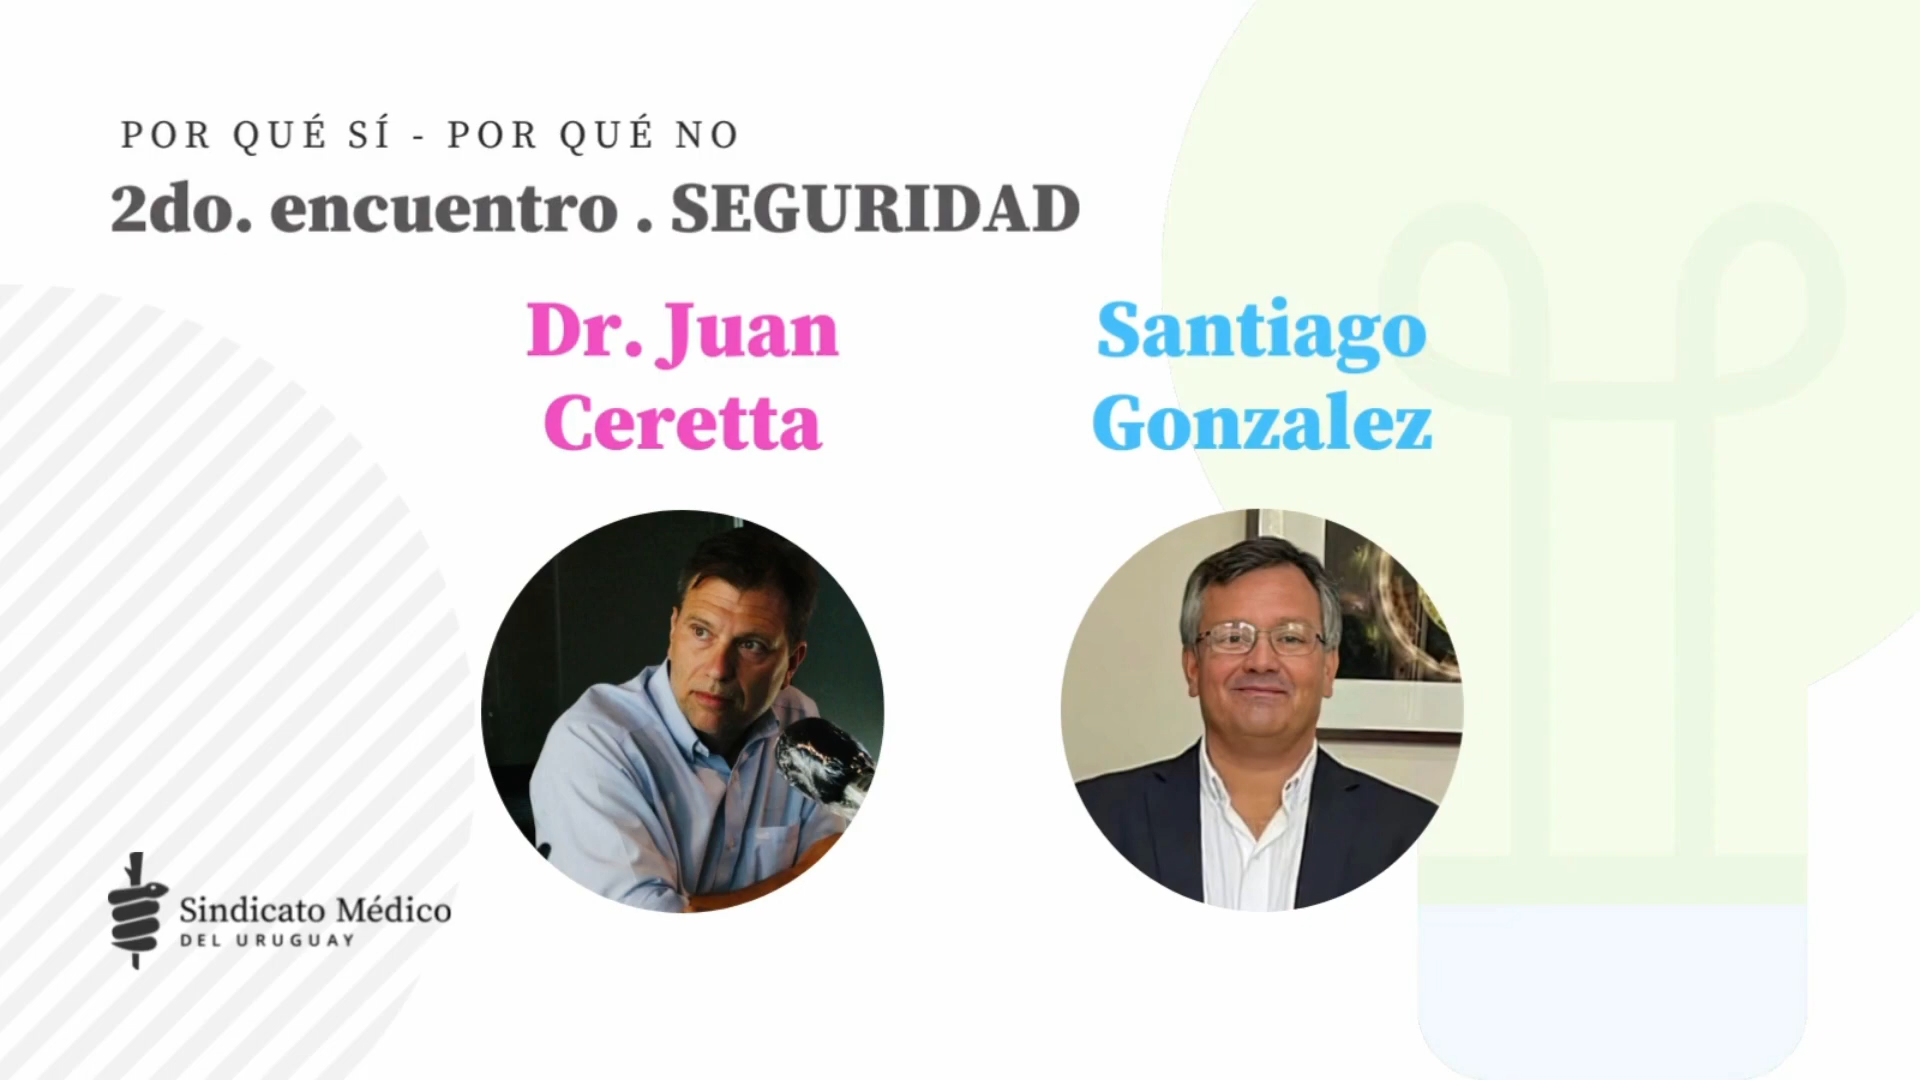 POR QUÉ SÍ - POR QUÉ NO
2do. encuentro . SEGURIDAD
Dr. Juan
Ceretta
Santiago
Gonzalez
Sindicato Médico
DEL URUGUAY